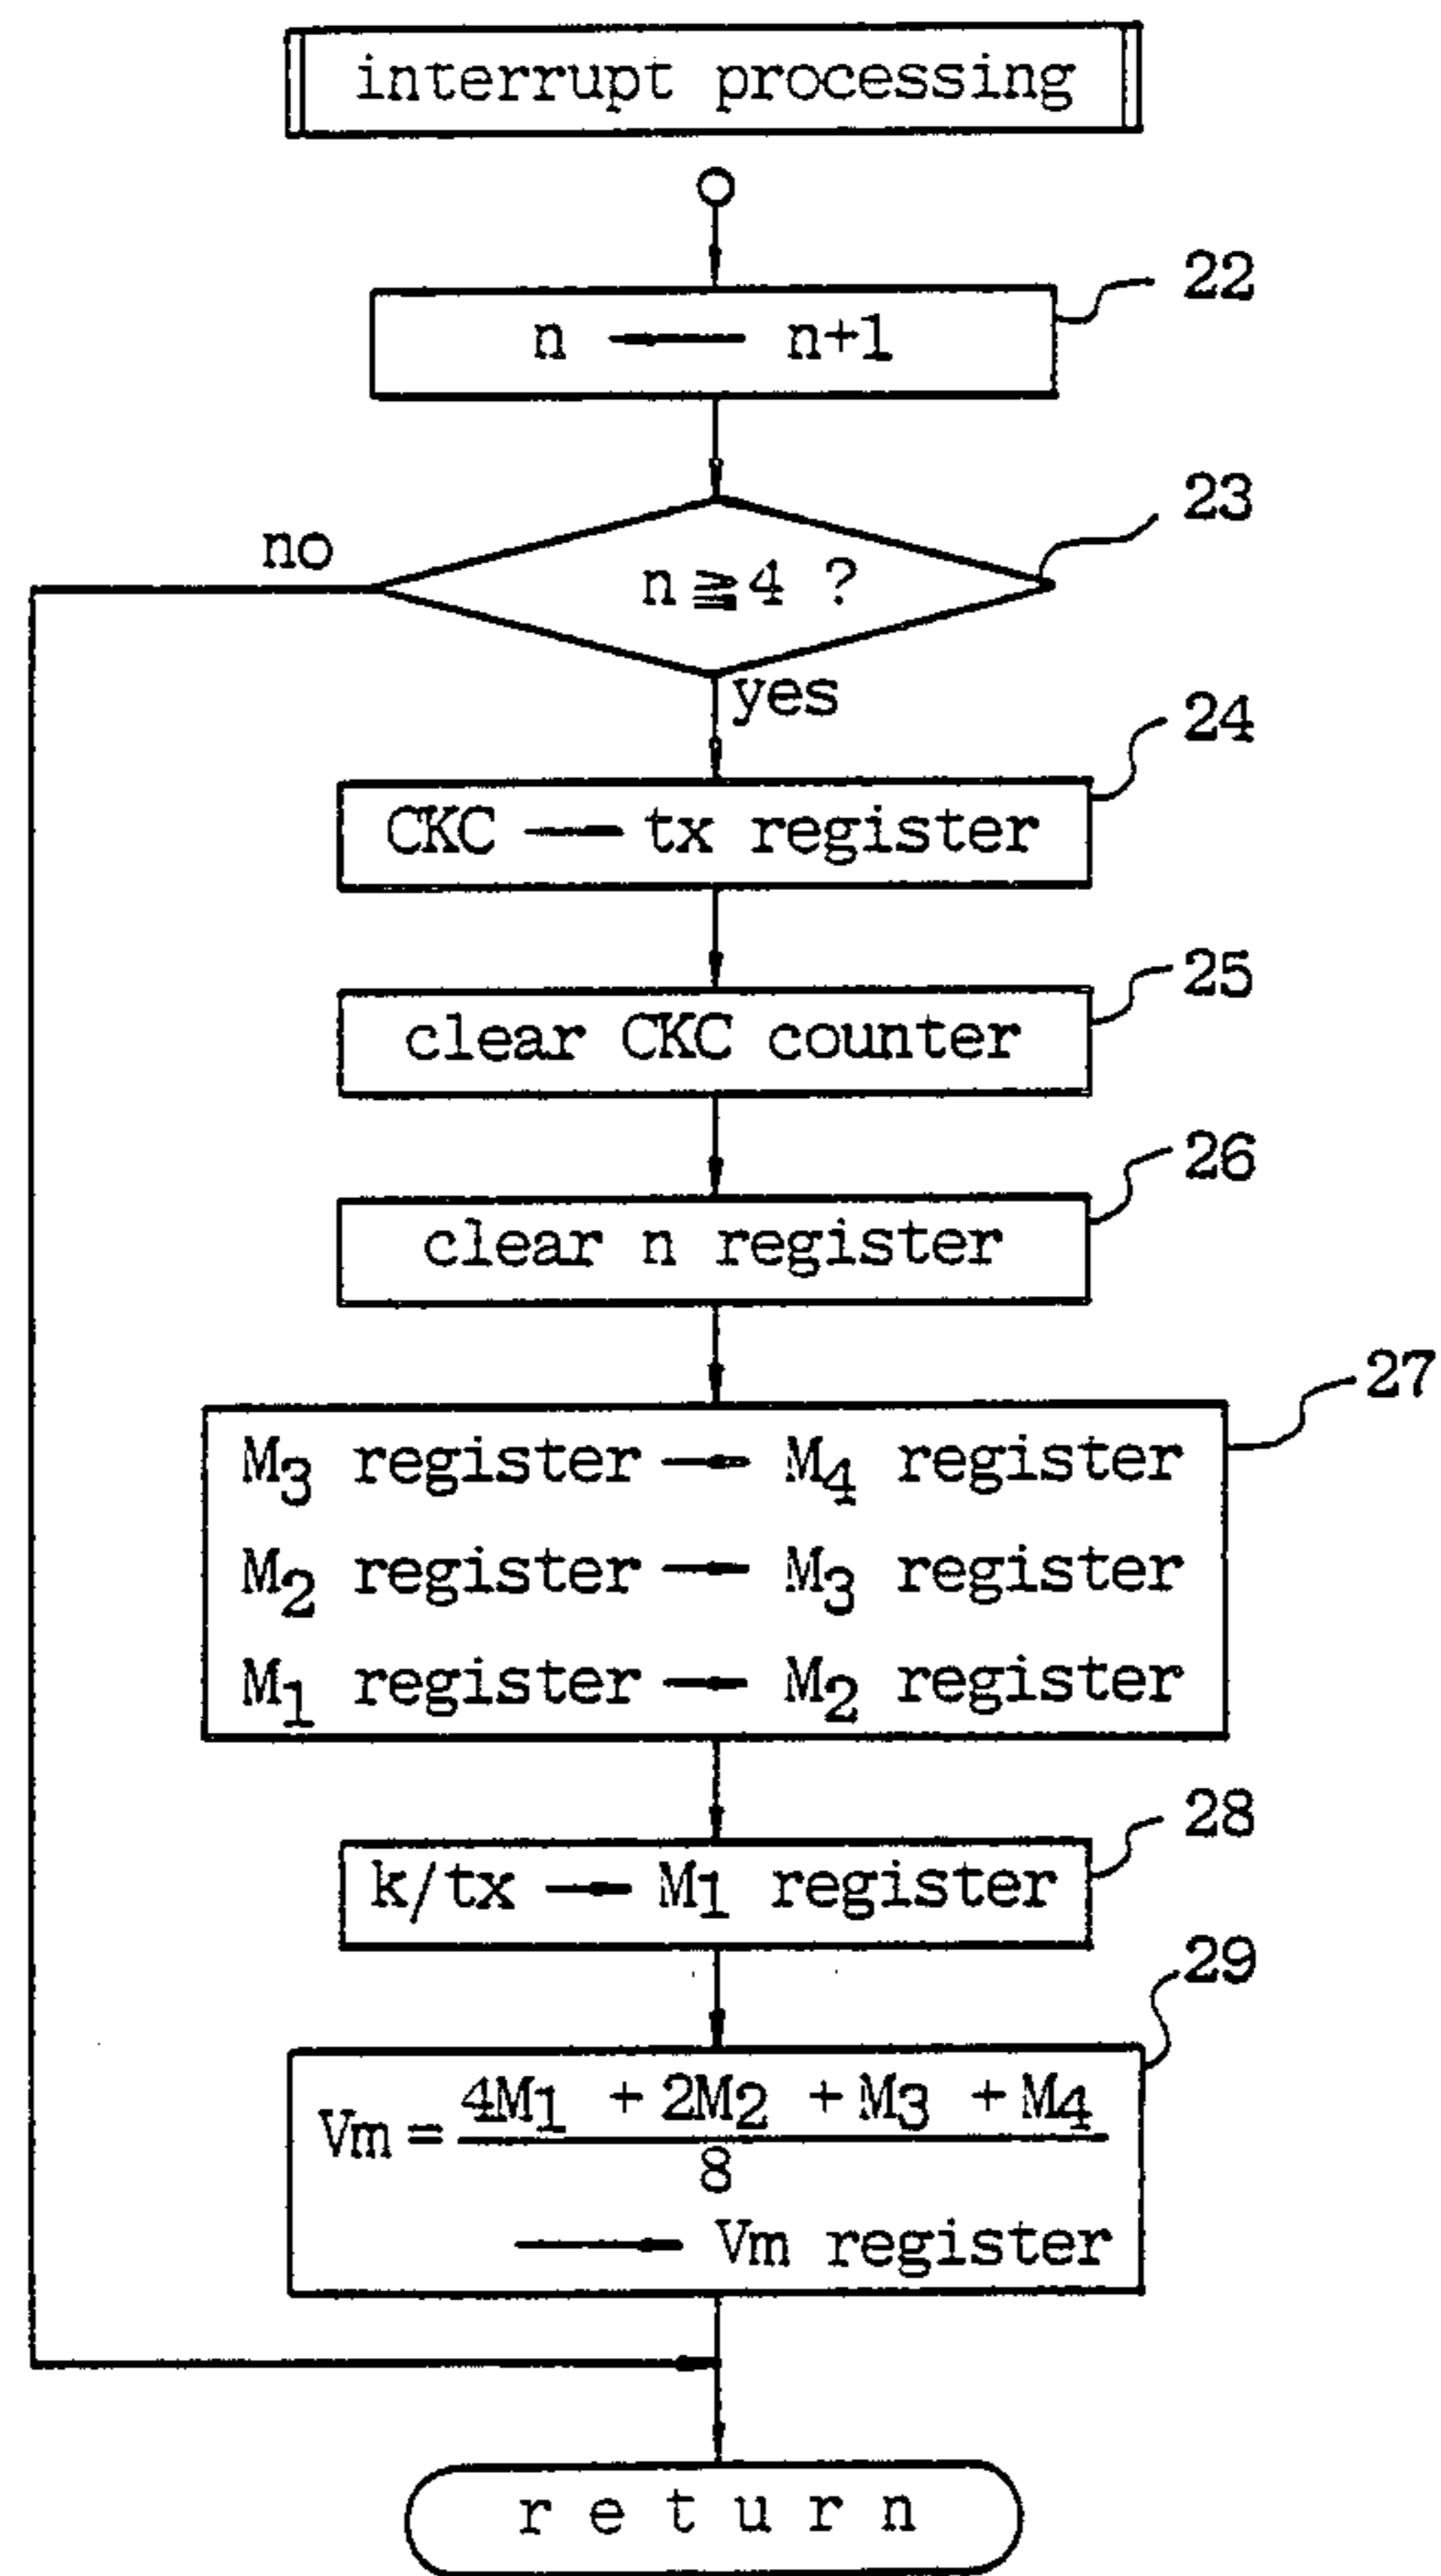 interrupt processing
n ← n+1
22
23
no
n ≧ 4 ?
yes
24
CKC — tx register
25
clear CKC counter
26
clear n register
27
M3 register → M4 register
M2 register → M3 register
M1 register → M2 register
28
k/tx → M1 register
29
Vm = 4M1 + 2M2 + M3 + M4
8
→ Vm register
return